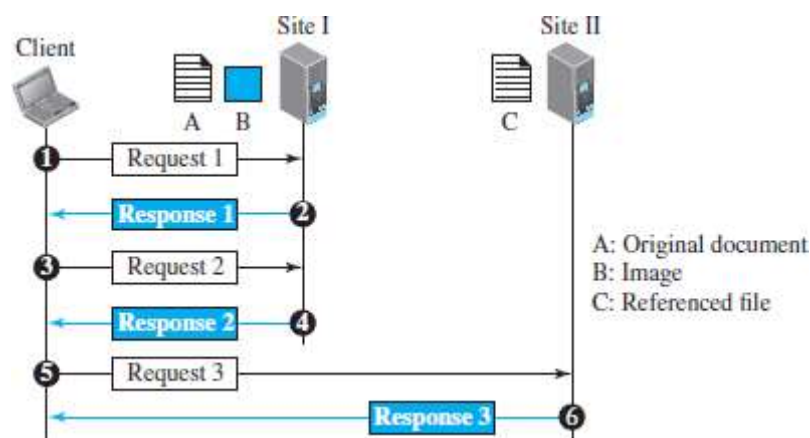 Site I
Site II
Client
A
B
C
1
Request 1
Response 1
2
A: Original document
B: Image
C: Referenced file
3
Request 2
Response 2
4
5
Request 3
Response 3
6